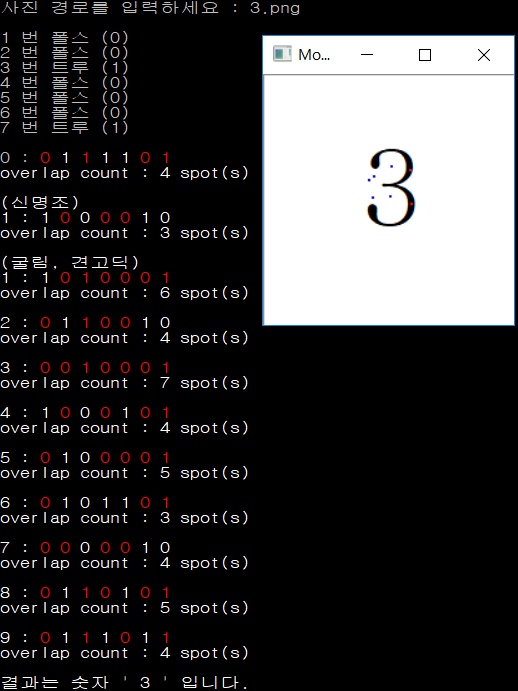 사진 경로를 입력하세요 : 3.png
1 번 폴스 (0)
2 번 폴스 (0)
3 번 트루 (1)
4 번 폴스 (0)
5 번 폴스 (0)
6 번 폴스 (0)
7 번 트루 (1)
Mo...
3
0 : 0 1 1 1 1 0 1
overlap count : 4 spot(s)
(신명조)
1 : 1 0 0 0 0 1 0
overlap count : 3 spot(s)
(굴림, 견고딕)
1 : 1 0 1 0 0 0 1
overlap count : 6 spot(s)
2 : 0 1 1 0 0 1 0
overlap count : 4 spot(s)
3 : 0 0 1 0 0 0 1
overlap count : 7 spot(s)
4 : 1 0 0 0 1 0 1
overlap count : 4 spot(s)
5 : 0 1 0 0 0 0 1
overlap count : 5 spot(s)
6 : 0 1 0 1 1 0 1
overlap count : 3 spot(s)
7 : 0 0 0 0 0 1 0
overlap count : 4 spot(s)
8 : 0 1 1 0 1 0 1
overlap count : 5 spot(s)
9 : 0 1 1 1 0 1 1
overlap count : 4 spot(s)
결과는 숫자 ' 3 ' 입니다.